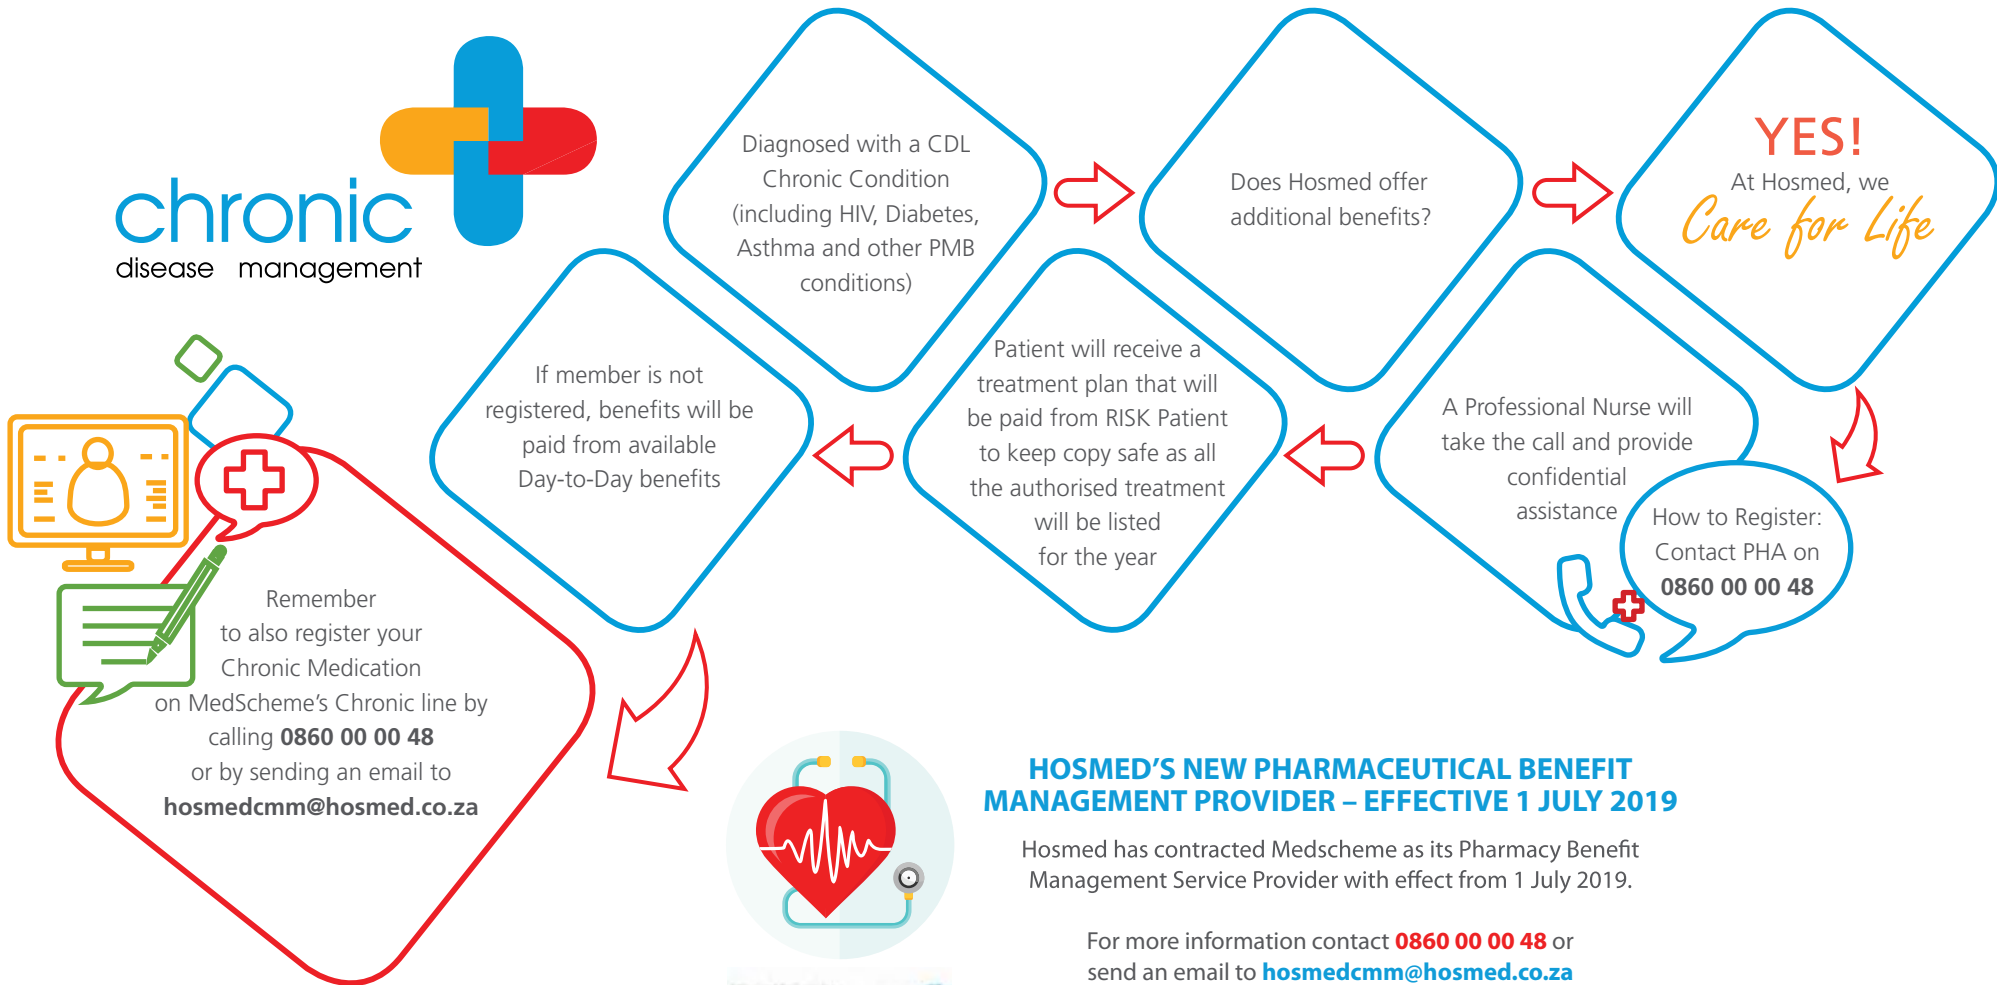 chronic
disease management
Diagnosed with a CDL
Chronic Condition
(including HIV, Diabetes,
Asthma and other PMB
conditions)
Does Hosmed offer
additional benefits?
YES!
At Hosmed, we
Care for Life
How to Register:
Contact PHA on
0860 00 00 48
A Professional Nurse will
take the call and provide
confidential
assistance
Patient will receive a
treatment plan that will
be paid from RISK Patient
to keep copy safe as all
the authorised treatment
will be listed
for the year
If member is not
registered, benefits will be
paid from available
Day-to-Day benefits
Remember
to also register your
Chronic Medication
on MedScheme’s Chronic line by
calling 0860 00 00 48
or by sending an email to
hosmedcmm@hosmed.co.za
HOSMED’S NEW PHARMACEUTICAL BENEFIT
MANAGEMENT PROVIDER – EFFECTIVE 1 JULY 2019
Hosmed has contracted Medscheme as its Pharmacy Benefit
Management Service Provider with effect from 1 July 2019.
For more information contact 0860 00 00 48 or
send an email to hosmedcmm@hosmed.co.za